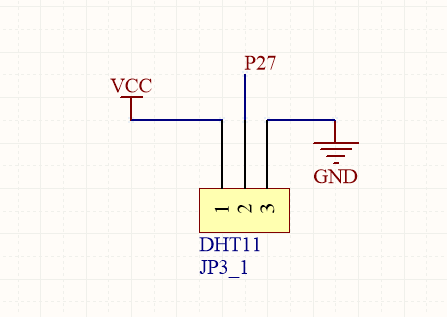 P27
VCC
GND
1 2 3
DHT11
JP3_1